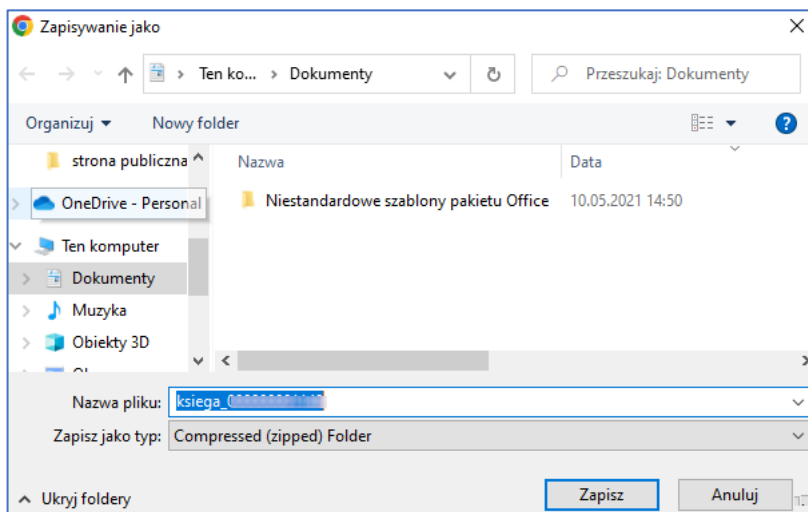 Zapisywanie jako
Ten ko... > Dokumenty
Przeszukaj: Dokumenty
Organizuj
Nowy folder
?
strona publiczna
Nazwa
Data
OneDrive - Personal
Niestandardowe szablony pakietu Office
10.05.2021 14:50
Ten komputer
Dokumenty
Muzyka
Obiekty 3D
Nazwa pliku:
ksiega_
Zapisz jako typ:
Compressed (zipped) Folder
Ukryj foldery
Zapisz
Anuluj